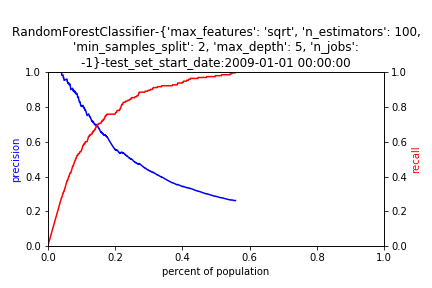 RandomForestClassifier-{'max_features': 'sqrt', 'n_estimators': 100,
'min_samples_split': 2, 'max_depth': 5, 'n_jobs':
-1}-test_set_start_date:2009-01-01 00:00:00
1.0
0.8
0.6
0.4
0.2
0.0
precision
1.0
0.8
0.6
0.4
0.2
0.0
recall
0.0 0.2 0.4 0.6 0.8 1.0
percent of population